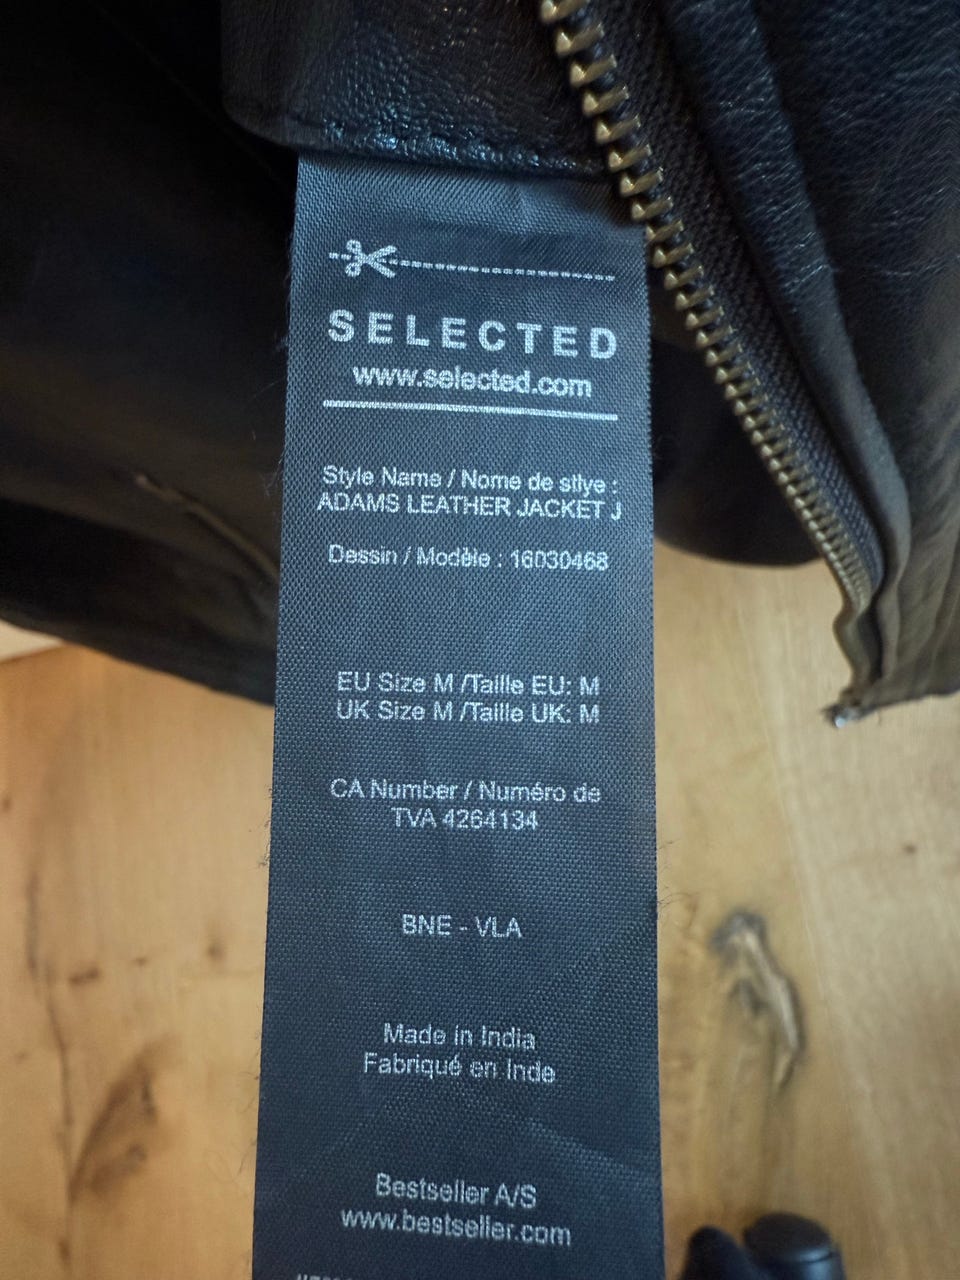 SELECTED
www.selected.com
Style Name / Nome de stlye :
ADAMS LEATHER JACKET J
Dessin / Modèle : 16030468
EU Size M /Taille EU: M
UK Size M /Taille UK: M
CA Number / Numéro de
TVA 4264134
BNE - VLA
Made in India
Fabriqué en Inde
Bestseller A/S
www.bestseller.com